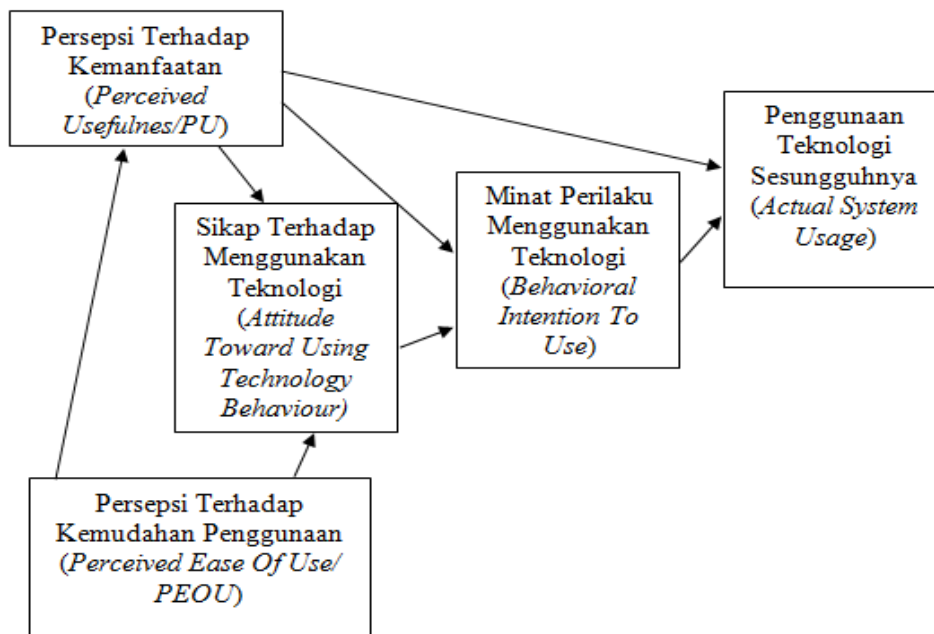 Persepsi Terhadap
Kemanfaatan
(Perceived
Usefulnes/PU)
Penggunaan
Teknologi
Sesungguhnya
(Actual System
Usage)
Minat Perilaku
Menggunakan
Teknologi
(Behavioral
Intention To
Use)
Sikap Terhadap
Menggunakan
Teknologi
(Attitude
Toward Using
Technology
Behaviour)
Persepsi Terhadap
Kemudahan Penggunaan
(Perceived Ease Of Use/
PEOU)